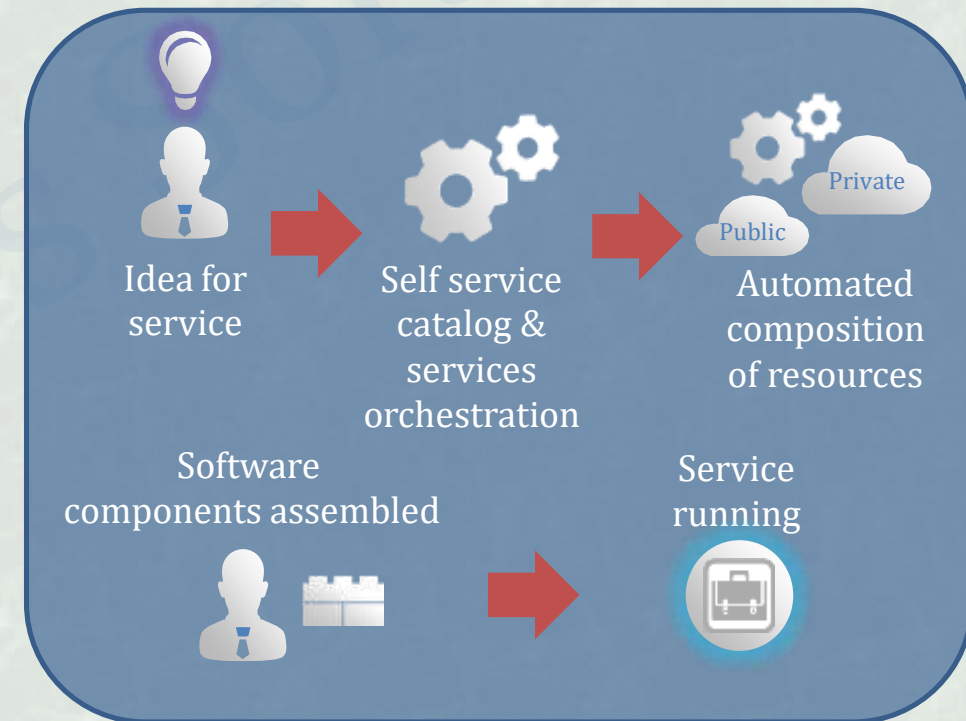 Idea for
service
Self service
catalog &
services
orchestration
Private
Public
Automated
composition
of resources
Software
components assembled
Service
running